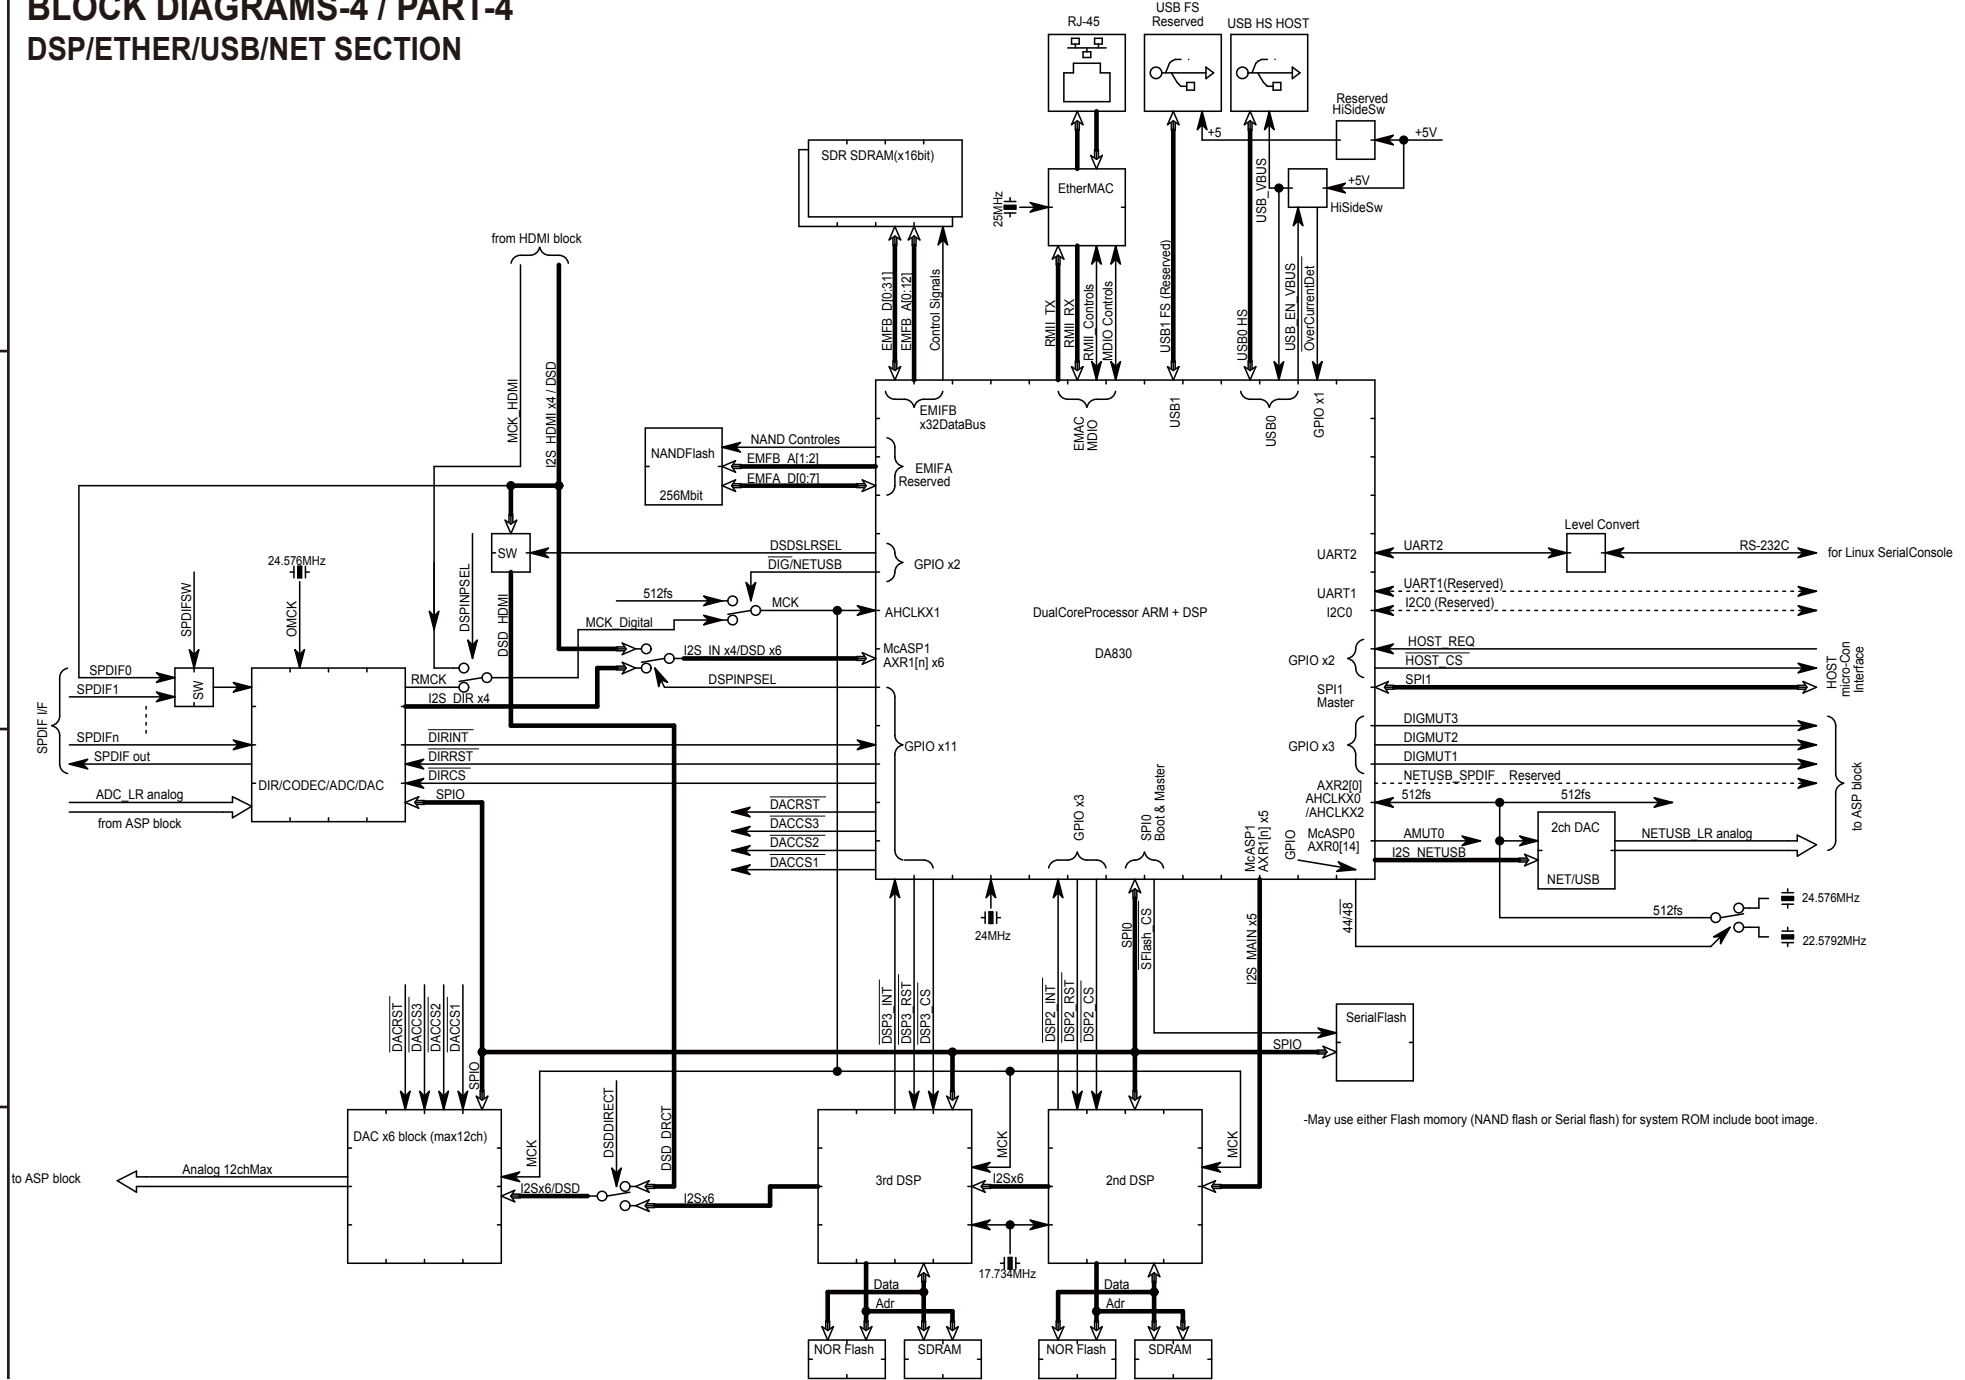 BLOCK DIAGRAMS-4 / PART-4
DSP/ETHER/USB/NET SECTION
RJ-45
USB FS
Reserved
USB HS HOST
Reserved
HiSideSw
+5
+5V
+5V
HiSideSw
SDR SDRAM(x16bit)
EtherMAC
25MHz
USB_VBUS
from HDMI block
MCK_HDMI
I2S_HDMI x4 / DSD
EMFB_D[0:31]
EMFB_A[0:12]
Control Signals
RMII_TX
RMII_RX
RMII_Controls
MDIO Controls
USB1 FS (Reserved)
USB0 HS
USB_EN_VBUS
OverCurrentDet
EMIFB
x32DataBus
EMAC
MDIO
USB1
USB0
GPIO x1
NANDFlash
256Mbit
NAND Controles
EMFB_A[1:2]
EMFA_D[0:7]
EMIFA
Reserved
SW
DSDSLRSEL
DIG/NETUSB
GPIO x2
24.576MHz
OMCK
SPDIFSW
DSPINPSEL
DSD_HDMI
512fs
MCK
MCK_Digital
AHCLKX1
I2S_IN x4/DSD x6
McASP1
AXR1[n] x6
DSPINPSEL
DualCoreProcessor ARM + DSP
DA830
UART2
UART2
Level Convert
RS-232C
for Linux SerialConsole
UART1
UART1(Reserved)
I2C0
I2C0 (Reserved)
GPIO x2
HOST_REQ
HOST_CS
SPI1
Master
SPI1
HOST
micro-Con
Interface
SPDIF I/F
SPDIF0
SPDIF1
SW
SPDIFn
SPDIF out
RMCK
I2S_DIR x4
DIRINT
DIRRST
DIRCS
SPIO
GPIO x11
DIR/CODEC/ADC/DAC
ADC_LR analog
from ASP block
DACRST
DACCS3
DACCS2
DACCS1
GPIO x3
SPI0
Boot & Master
McASP1
AXR1[n] x5
GPIO
GPIO x3
DIGMUT3
DIGMUT2
DIGMUT1
AXR2[0]
NETUSB_SPDIF
Reserved
AHCLKX0
/AHCLKX2
512fs
512fs
McASP0
AXR0[14]
AMUT0
I2S_NETUSB
2ch DAC
NET/USB
NETUSB_LR analog
to ASP block
24.576MHz
512fs
22.5792MHz
44/48
24MHz
SPI0
SFlash_CS
I2S_MAIN x5
DSP3_INT
DSP3_RST
DSP3_CS
DSP2_INT
DSP2_RST
DSP2_CS
SerialFlash
SPIO
DACRST
DACCS3
DACCS2
DACCS1
SPIO
DAC x6 block (max12ch)
MCK
DSDDIRECT
DSD_DRCT
MCK
MCK
-May use either Flash momory (NAND flash or Serial flash) for system ROM include boot image.
to ASP block
Analog 12chMax
I2Sx6/DSD
I2Sx6
3rd DSP
I2Sx6
2nd DSP
17.734MHz
Data
Adr
NOR Flash
SDRAM
Data
Adr
NOR Flash
SDRAM